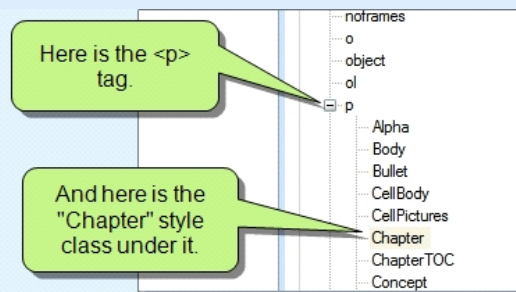 noframes
o
object
ol
p
Alpha
Body
Bullet
CellBody
CellPictures
Chapter
ChapterTOC
Concept
Here is the <p>
tag.
And here is the
"Chapter" style
class under it.